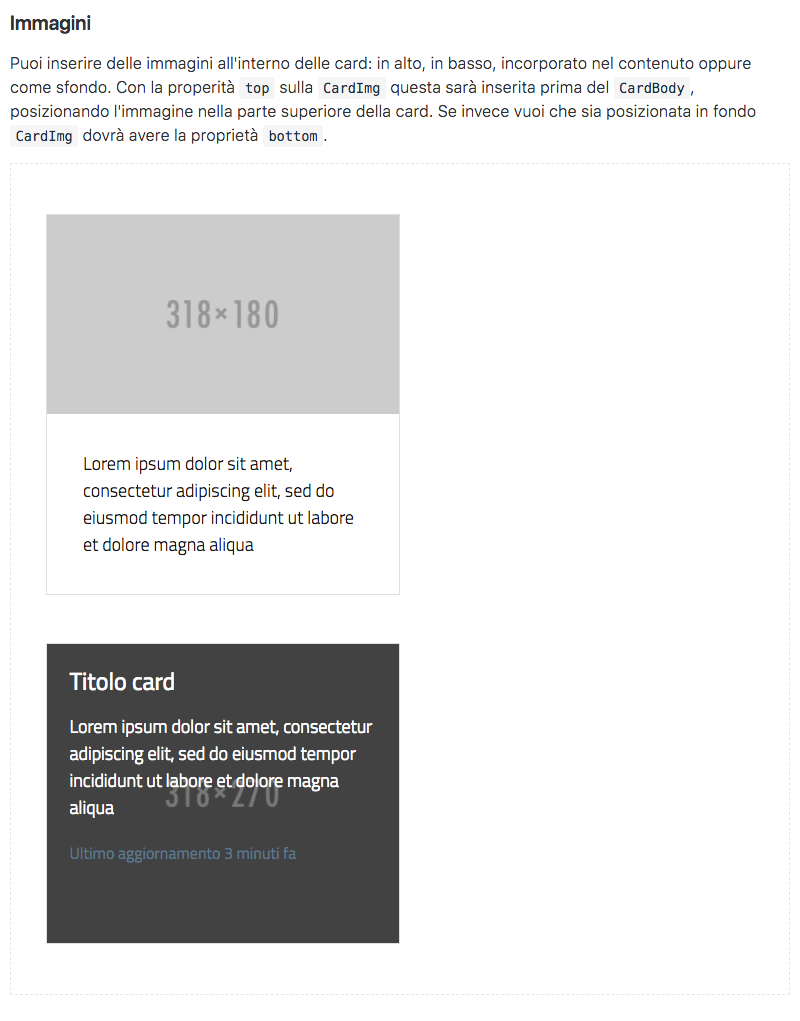 Immagini
Puoi inserire delle immagini all'interno delle card: in alto, in basso, incorporato nel contenuto oppure
come sfondo. Con la properità top sulla CardImg questa sarà inserita prima del CardBody ,
posizionando l'immagine nella parte superiore della card. Se invece vuoi che sia posizionata in fondo
CardImg dovrà avere la proprietà bottom .
318×180
Lorem ipsum dolor sit amet,
consectetur adipiscing elit, sed do
eiusmod tempor incididunt ut labore
et dolore magna aliqua
Titolo card
Lorem ipsum dolor sit amet, consectetur
adipiscing elit, sed do eiusmod tempor
incididunt ut labore et dolore magna
aliqua
318×270
Ultimo aggiornamento 3 minuti fa